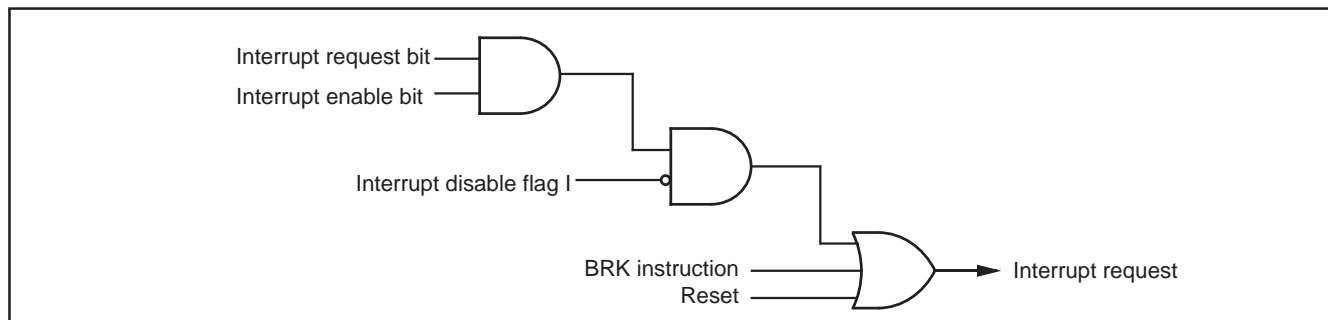 Interrupt request bit
Interrupt enable bit
Interrupt disable flag I
BRK instruction
Reset
Interrupt request